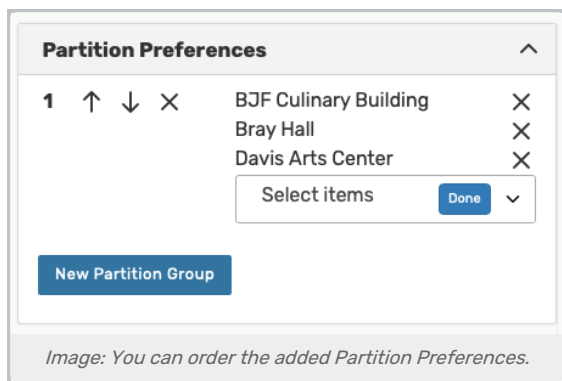 Partition Preferences
1
BJF Culinary Building
Bray Hall
Davis Arts Center
Select items Done
New Partition Group
Image: You can order the added Partition Preferences.